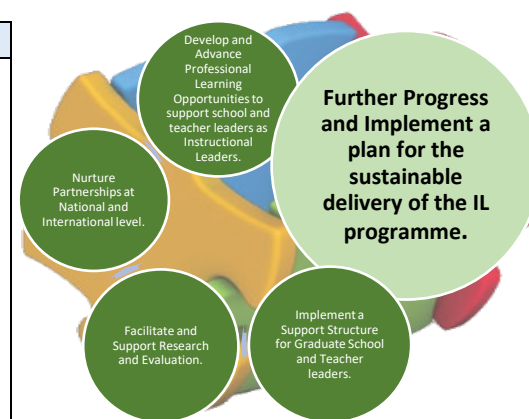 Develop and
Advance
Professional
Learning
Opportunities to
support school and
teacher leaders as
Instructional
Leaders.
Further Progress
and Implement a
plan for the
sustainable
delivery of the IL
programme.
Nurture
Partnerships at
National and
International level.
Facilitate and
Support Research
and Evaluation.
Implement a
Support Structure
for Graduate School
and Teacher
leaders.